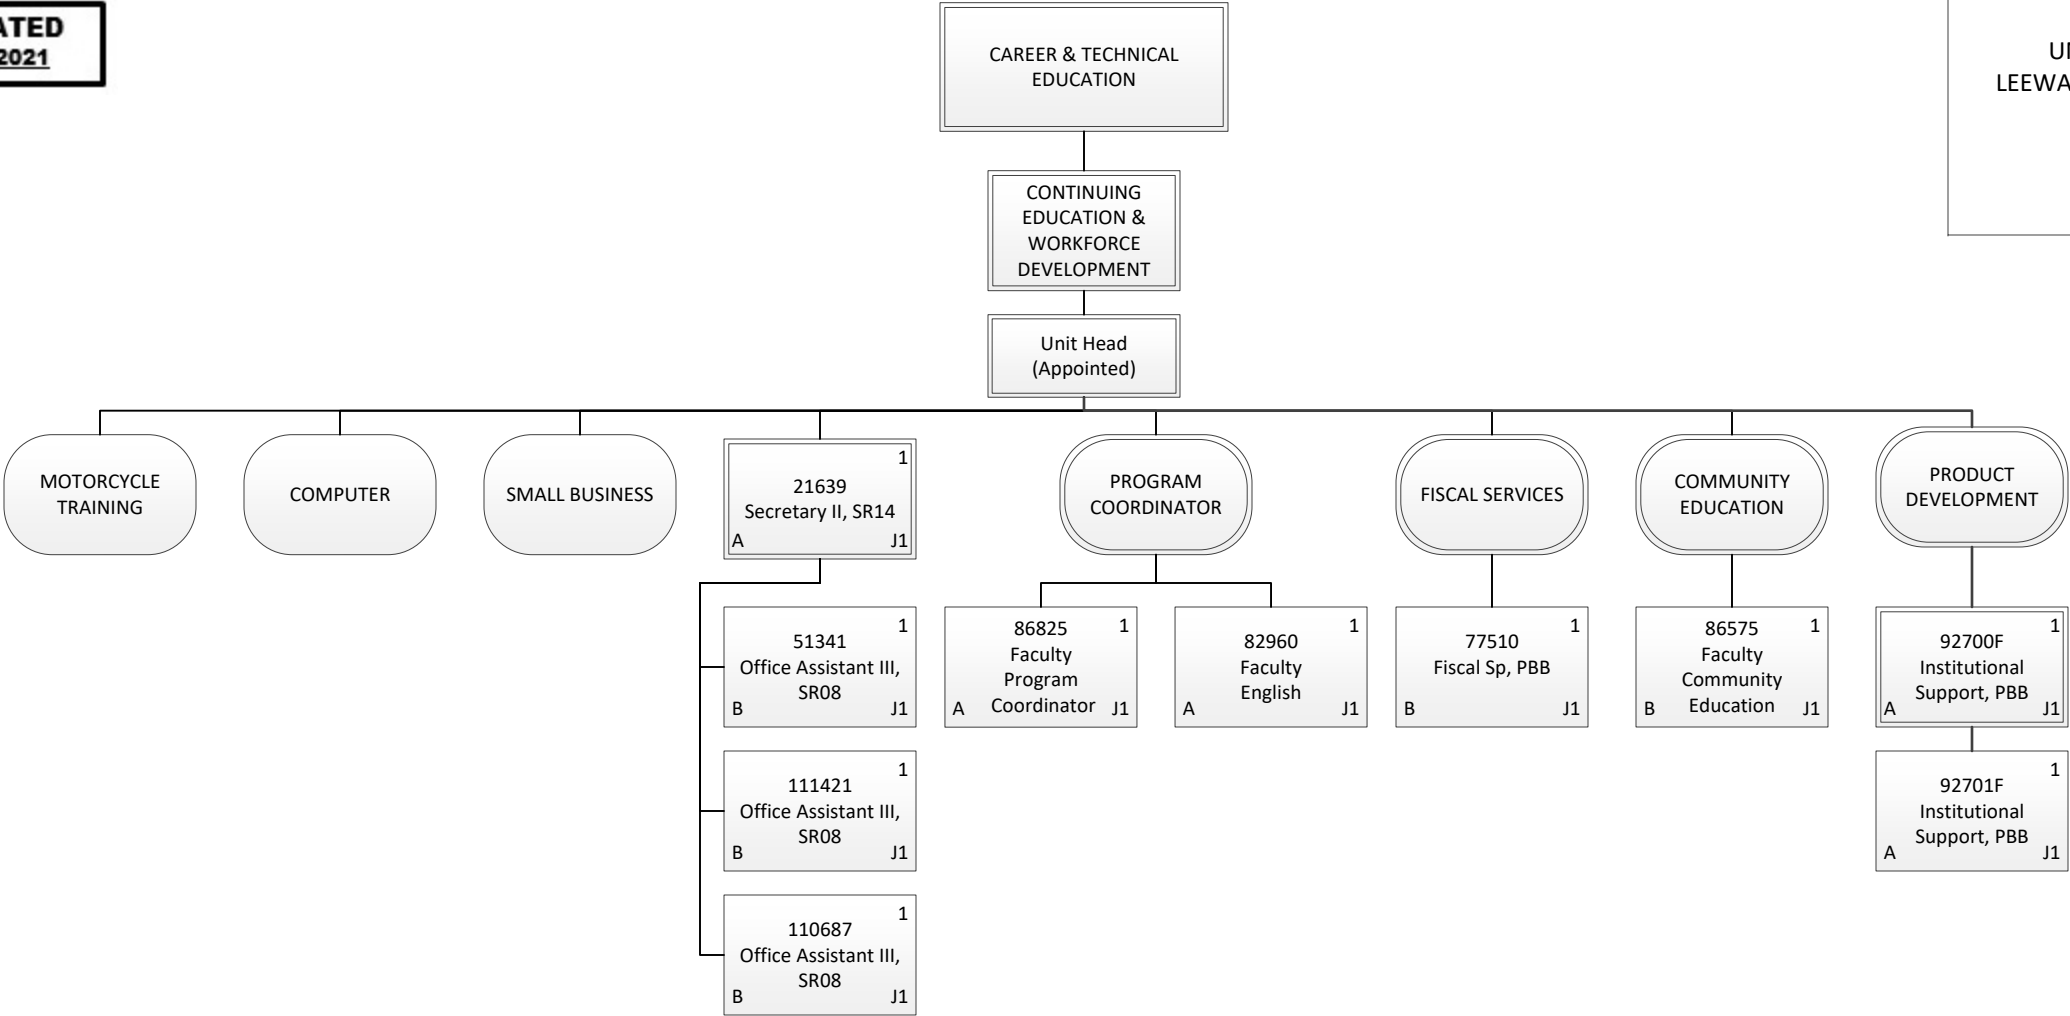 2021
CAREER & TECHNICAL
EDUCATION
CONTINUING
EDUCATION &
WORKFORCE
DEVELOPMENT
Unit Head
(Appointed)
MOTORCYCLE
TRAINING
COMPUTER
SMALL BUSINESS
1
21639
Secretary II, SR14
A J1
PROGRAM
COORDINATOR
FISCAL SERVICES
COMMUNITY
EDUCATION
PRODUCT
DEVELOPMENT
1
51341
Office Assistant III,
SR08
B J1
1
111421
Office Assistant III,
SR08
B J1
1
110687
Office Assistant III,
SR08
B J1
86825 1
Faculty
Program
A Coordinator J1
82960 1
Faculty
English
A J1
77510 1
Fiscal Sp, PBB
B J1
86575 1
Faculty
Community
B Education J1
1
92700F
Institutional
Support, PBB
A J1
1
92701F
Institutional
Support, PBB
A J1